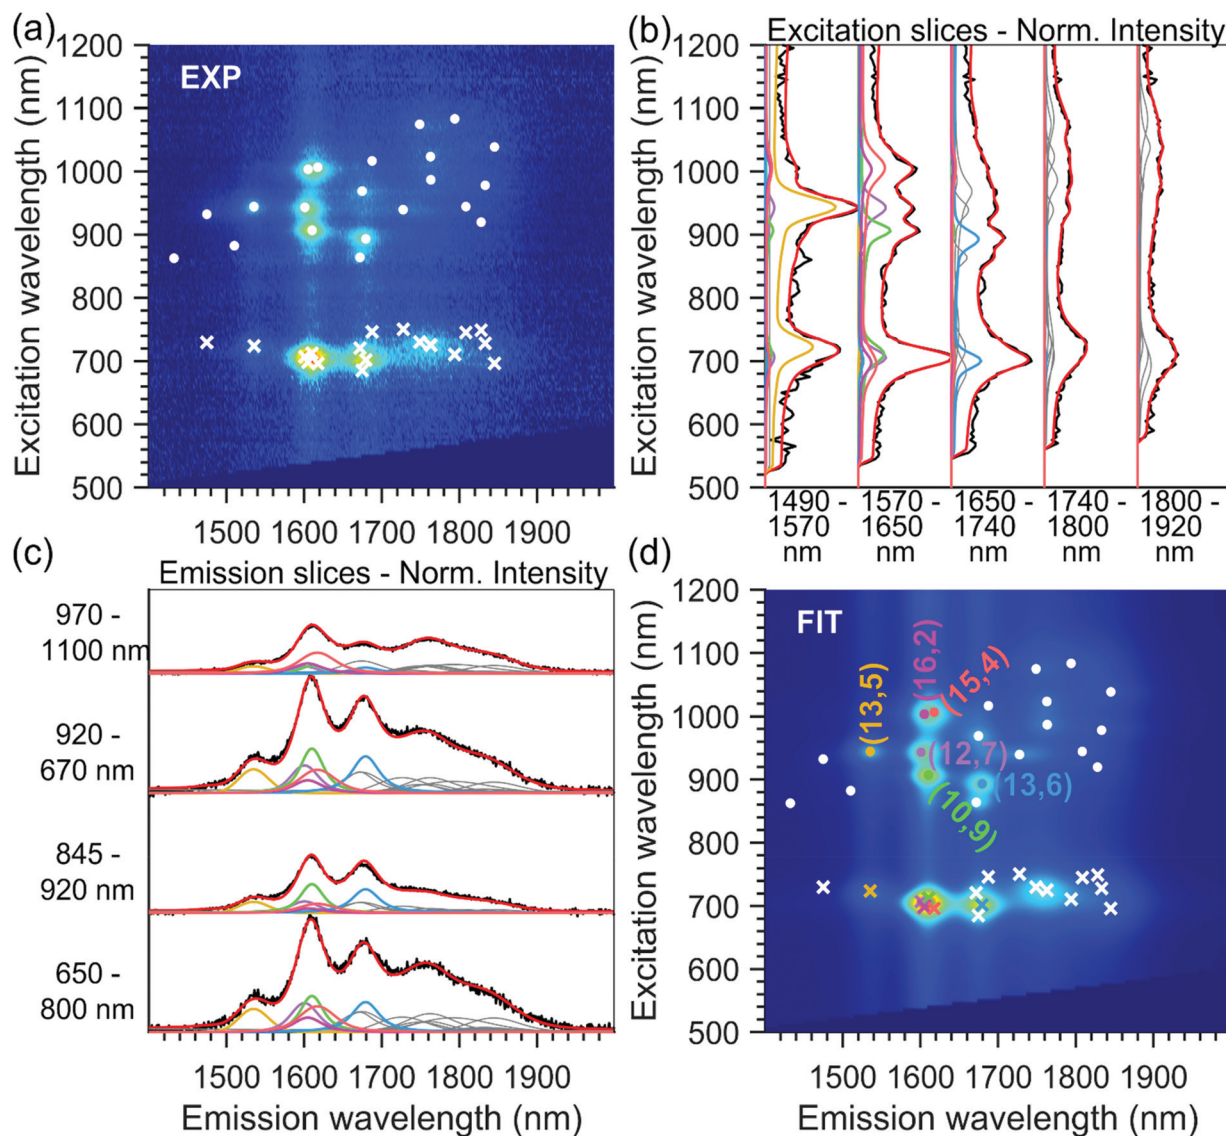 (a)
EXP
Excitation wavelength (nm)
1200
1100
1000
900
800
700
600
500
1500 1600 1700 1800 1900
(b) Excitation slices - Norm. Intensity
Excitation wavelength (nm)
1200
1100
1000
900
800
700
600
500
1490 - 1570 - 1650 - 1740 - 1800 -
1570 1650 1740 1800 1920
nm nm nm nm nm
(c)
Emission slices - Norm. Intensity
970 -
1100 nm
920 -
670 nm
845 -
920 nm
650 -
800 nm
1500 1600 1700 1800 1900
Emission wavelength (nm)
(d)
FIT
Excitation wavelength (nm)
1200
1100
1000
900
800
700
600
500
(13,5)
(16,2)
(15,4)
(12,7)
(13,6)
(10,9)
1500 1600 1700 1800 1900
Emission wavelength (nm)